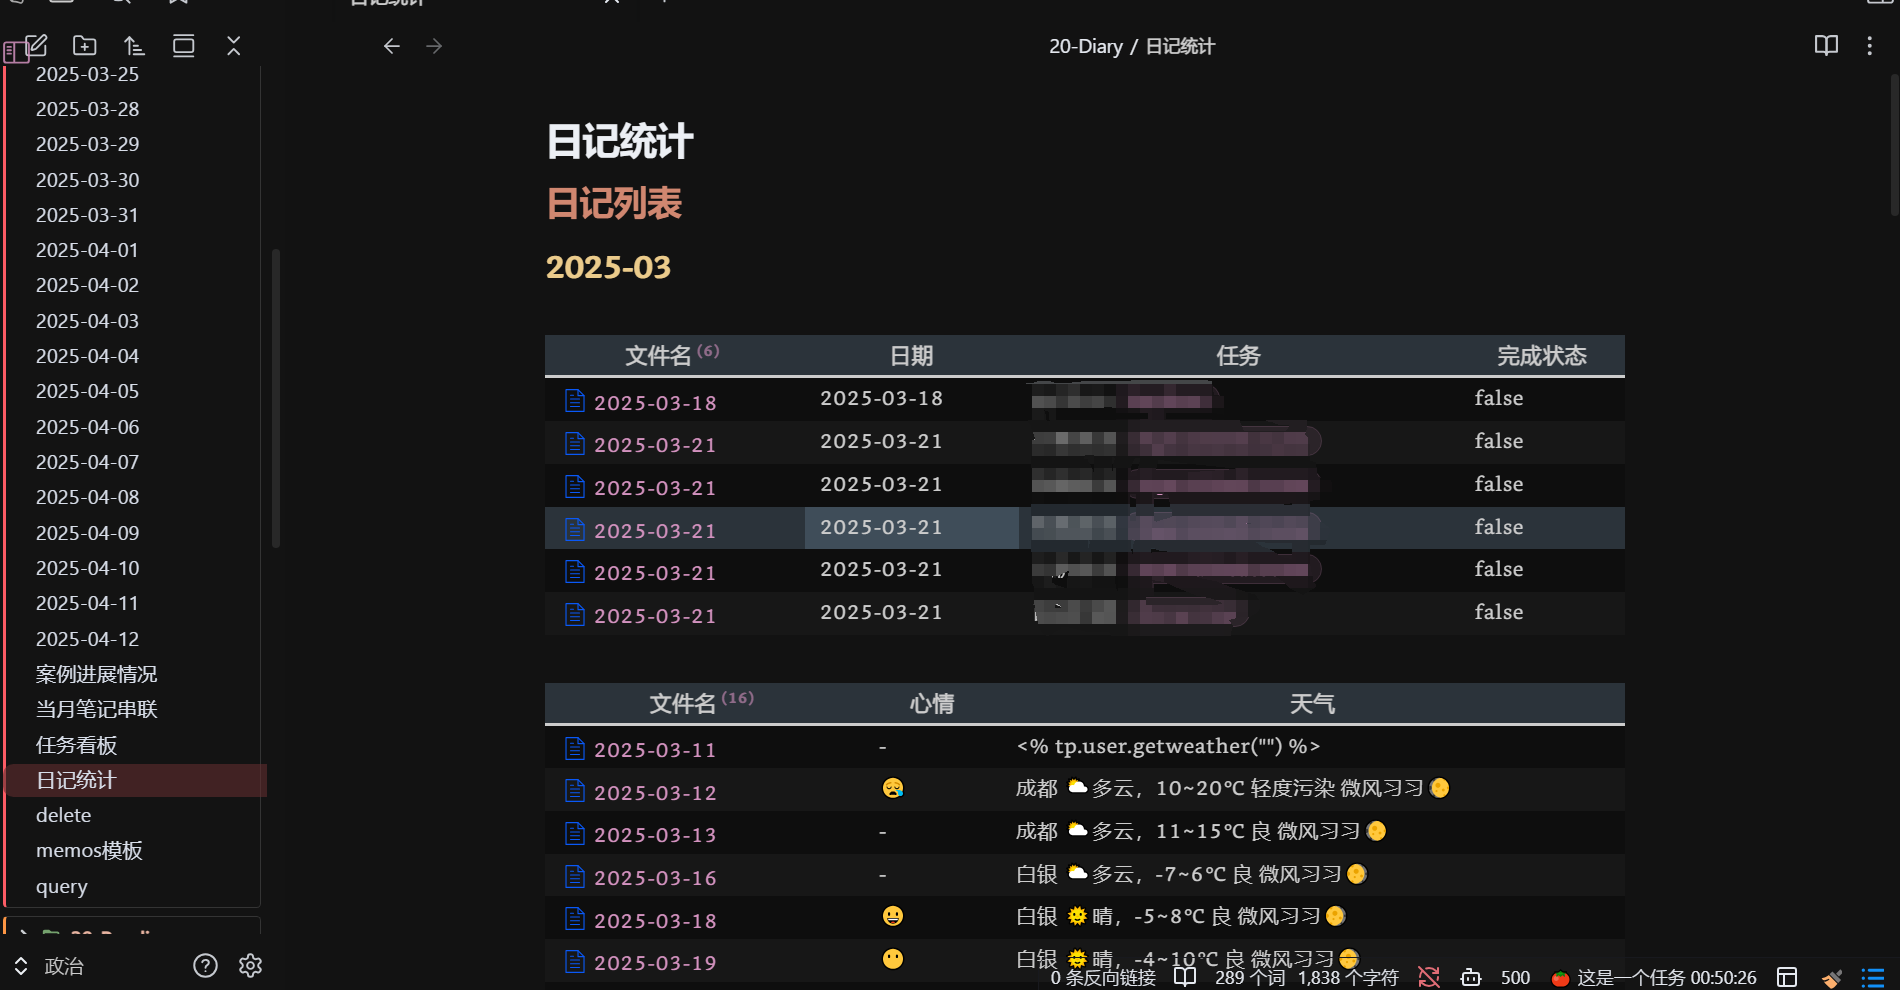 日记统计
20-Diary / 日记统计
2025-03-25
2025-03-28
2025-03-29
2025-03-30
2025-03-31
2025-04-01
2025-04-02
2025-04-03
2025-04-04
2025-04-05
2025-04-06
2025-04-07
2025-04-08
2025-04-09
2025-04-10
2025-04-11
2025-04-12
案例进展情况
当月笔记串联
任务看板
日记统计
delete
memos模板
query
政治
日记统计
日记列表
2025-03
文件名 (6) 日期 任务 完成状态
2025-03-18 2025-03-18 false
2025-03-21 2025-03-21 false
2025-03-21 2025-03-21 false
2025-03-21 2025-03-21 false
2025-03-21 2025-03-21 false
2025-03-21 2025-03-21 false
文件名 (16) 心情 天气
2025-03-11 - <% tp.user.getweather("") %>
2025-03-12 😪 成都 🌥️多云，10~20℃ 轻度污染 微风习习🌖
2025-03-13 - 成都 🌥️多云，11~15℃ 良 微风习习🌖
2025-03-16 - 白银 🌥️多云，-7~6℃ 良 微风习习🌖
2025-03-18 😀 白银 🌞晴，-5~8℃ 良 微风习习🌖
2025-03-19 😶 白银 🌞晴，-4~10℃ 良 微风习习
0 条反向链接 289 个词 1,838 个字符 500 🍅 这是一个任务 00:50:26